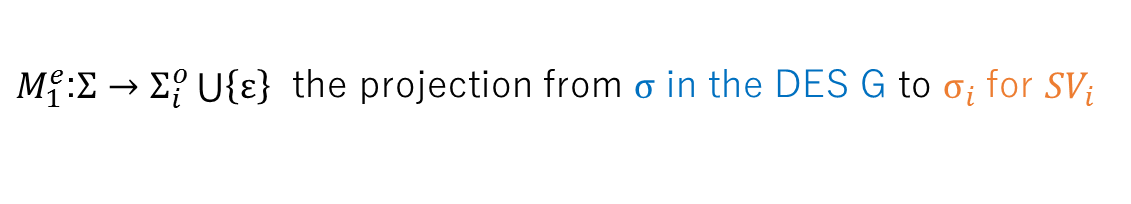 𝑀₁ᵉ:Σ → Σᵢᵒ ⋃{ε} the projection from σ in the DES G to σᵢ for 𝑆𝑉ᵢ